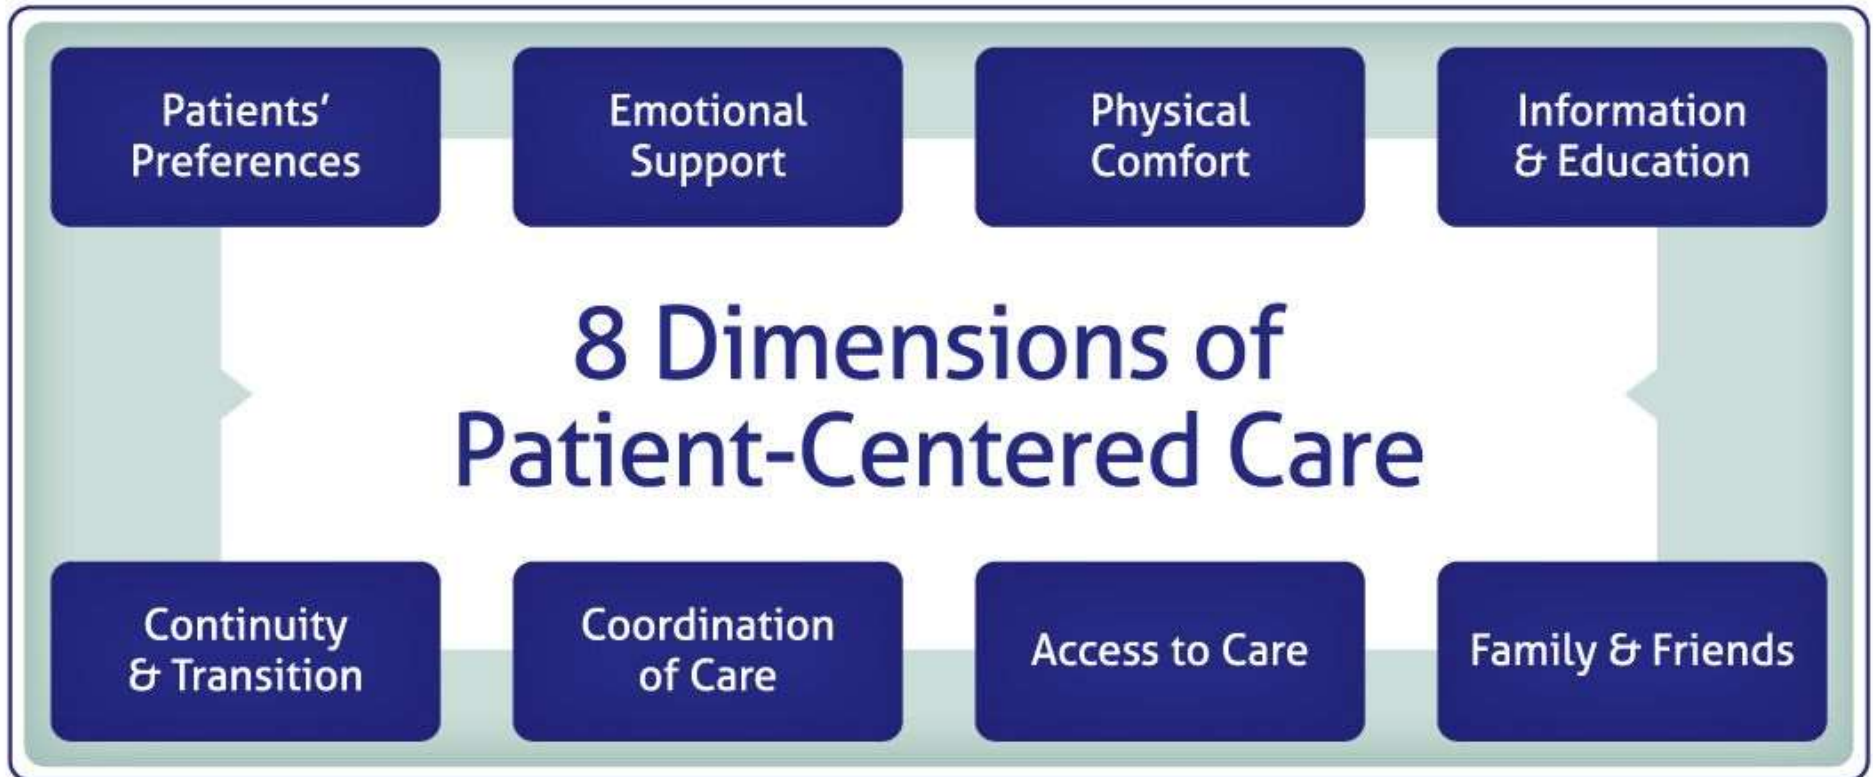 Patients’
Preferences
Emotional
Support
Physical
Comfort
Information
& Education
8 Dimensions of
Patient-Centered Care
Continuity
& Transition
Coordination
of Care
Access to Care
Family & Friends